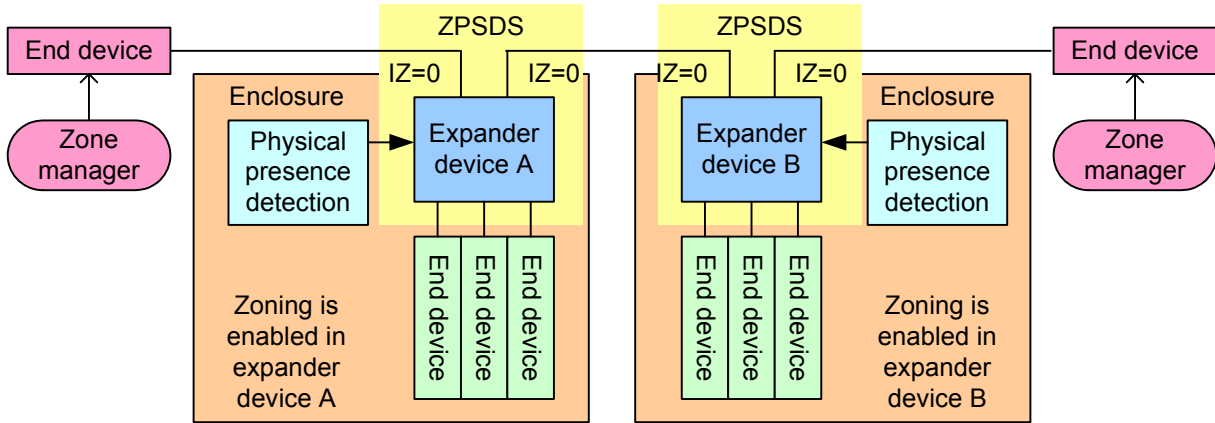 ZPSDS
ZPSDS
End device
End device
IZ=0
IZ=0
IZ=0
IZ=0
Enclosure
Enclosure
Zone
manager
Physical
presence
detection
Expander
device A
Expander
device B
Physical
presence
detection
Zone
manager
End device
End device
End device
End device
End device
End device
Zoning is
enabled in
expander
device A
Zoning is
enabled in
expander
device B